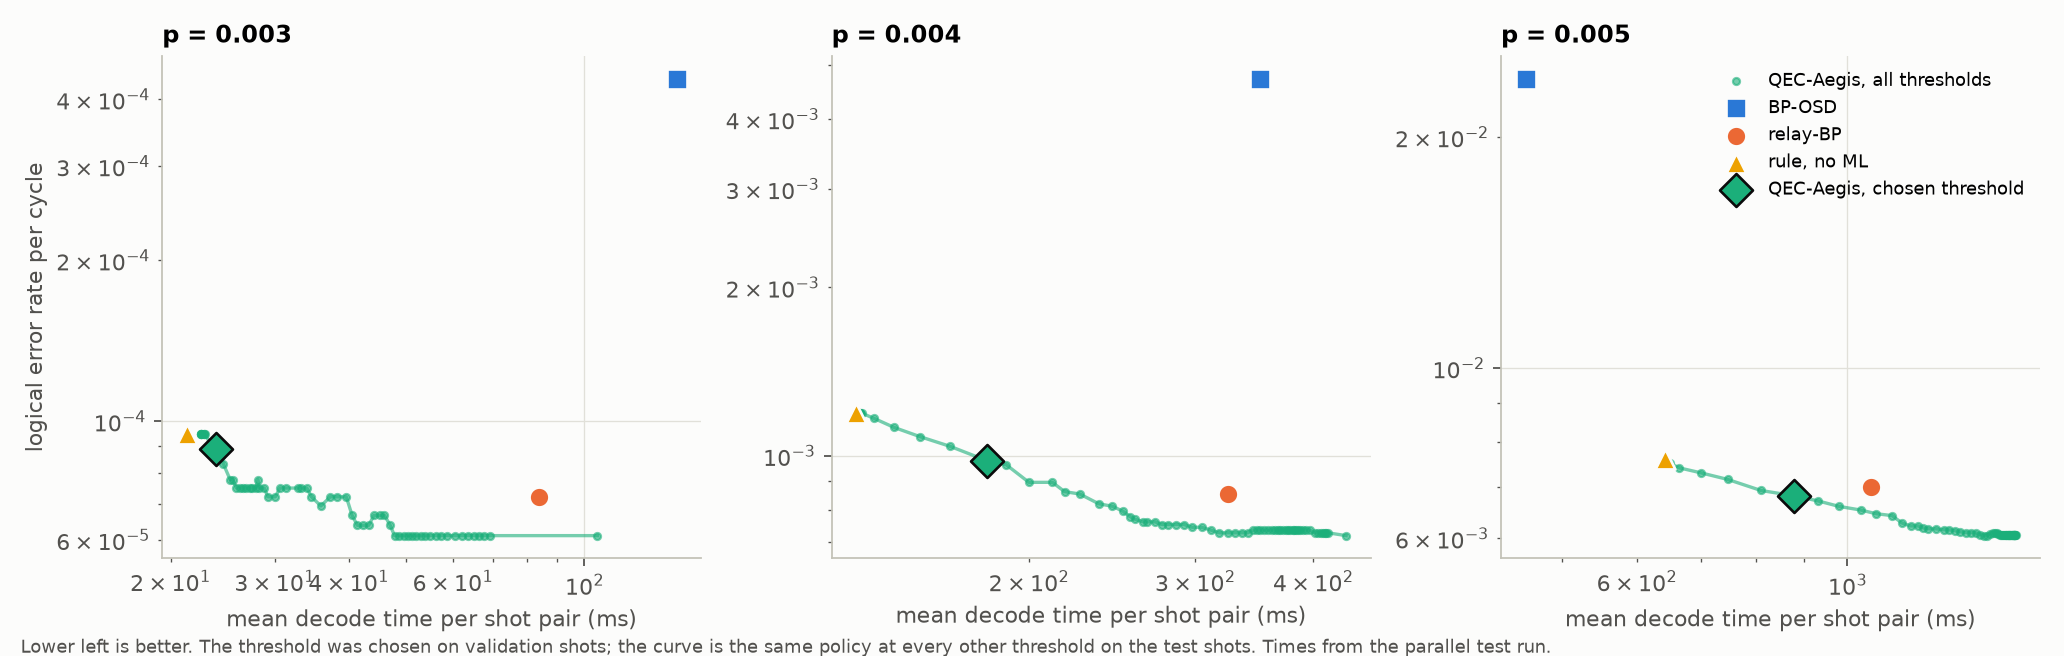 p = 0.003
p = 0.004
p = 0.005
logical error rate per cycle
4 × 10⁻⁴
3 × 10⁻⁴
2 × 10⁻⁴
10⁻⁴
6 × 10⁻⁵
2 × 10¹
3 × 10¹
4 × 10¹
6 × 10¹
10²
mean decode time per shot pair (ms)
4 × 10⁻³
3 × 10⁻³
2 × 10⁻³
10⁻³
2 × 10²
3 × 10²
4 × 10²
mean decode time per shot pair (ms)
2 × 10⁻²
10⁻²
6 × 10⁻³
6 × 10²
10³
mean decode time per shot pair (ms)
QEC-Aegis, all thresholds
BP-OSD
relay-BP
rule, no ML
QEC-Aegis, chosen threshold
Lower left is better. The threshold was chosen on validation shots; the curve is the same policy at every other threshold on the test shots. Times from the parallel test run.